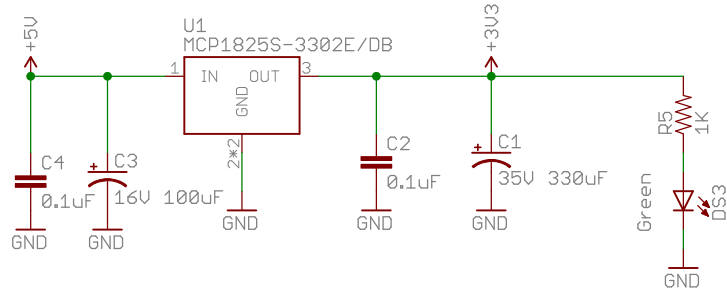 +5V
U1
MCP1825S-3302E/DB
+3V3
1
IN
OUT
3
GND
2*2
C4
0.1uF
C3
16V 100uF
C2
0.1uF
C1
35V 330uF
R5
1K
Green
DS3
GND
GND
GND
GND
GND
GND